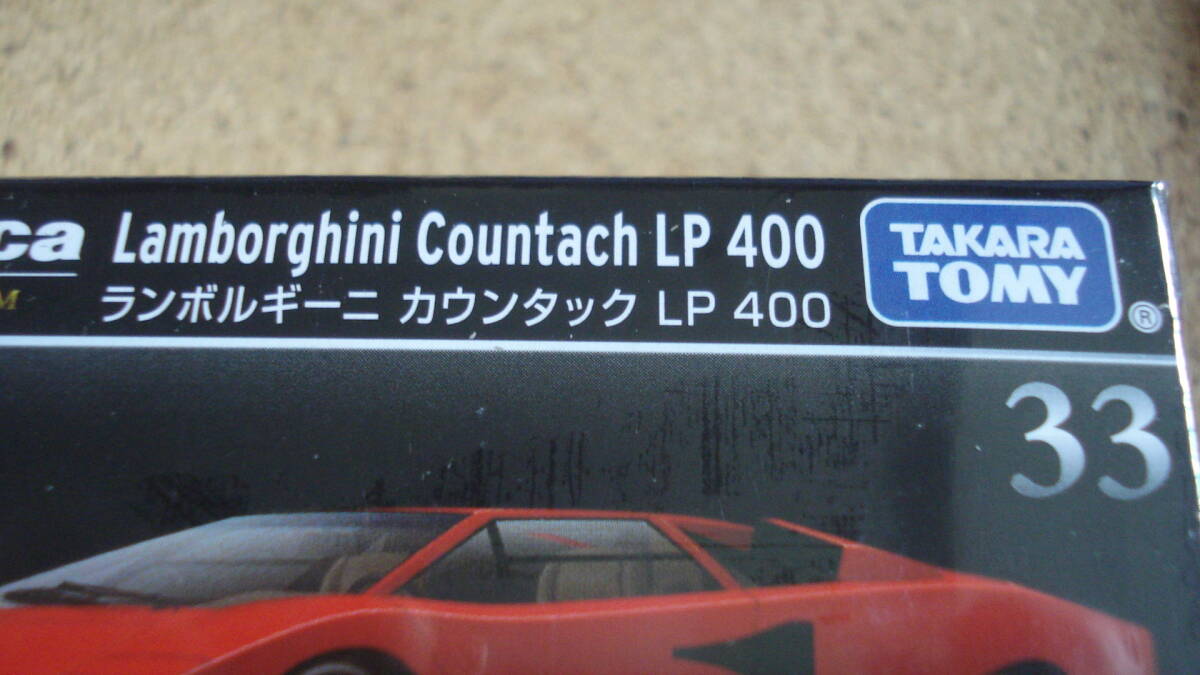 ca Lamborghini Countach LP 400
M ランボルギーニ カウンタック LP 400
TAKARA
TOMY
®
33